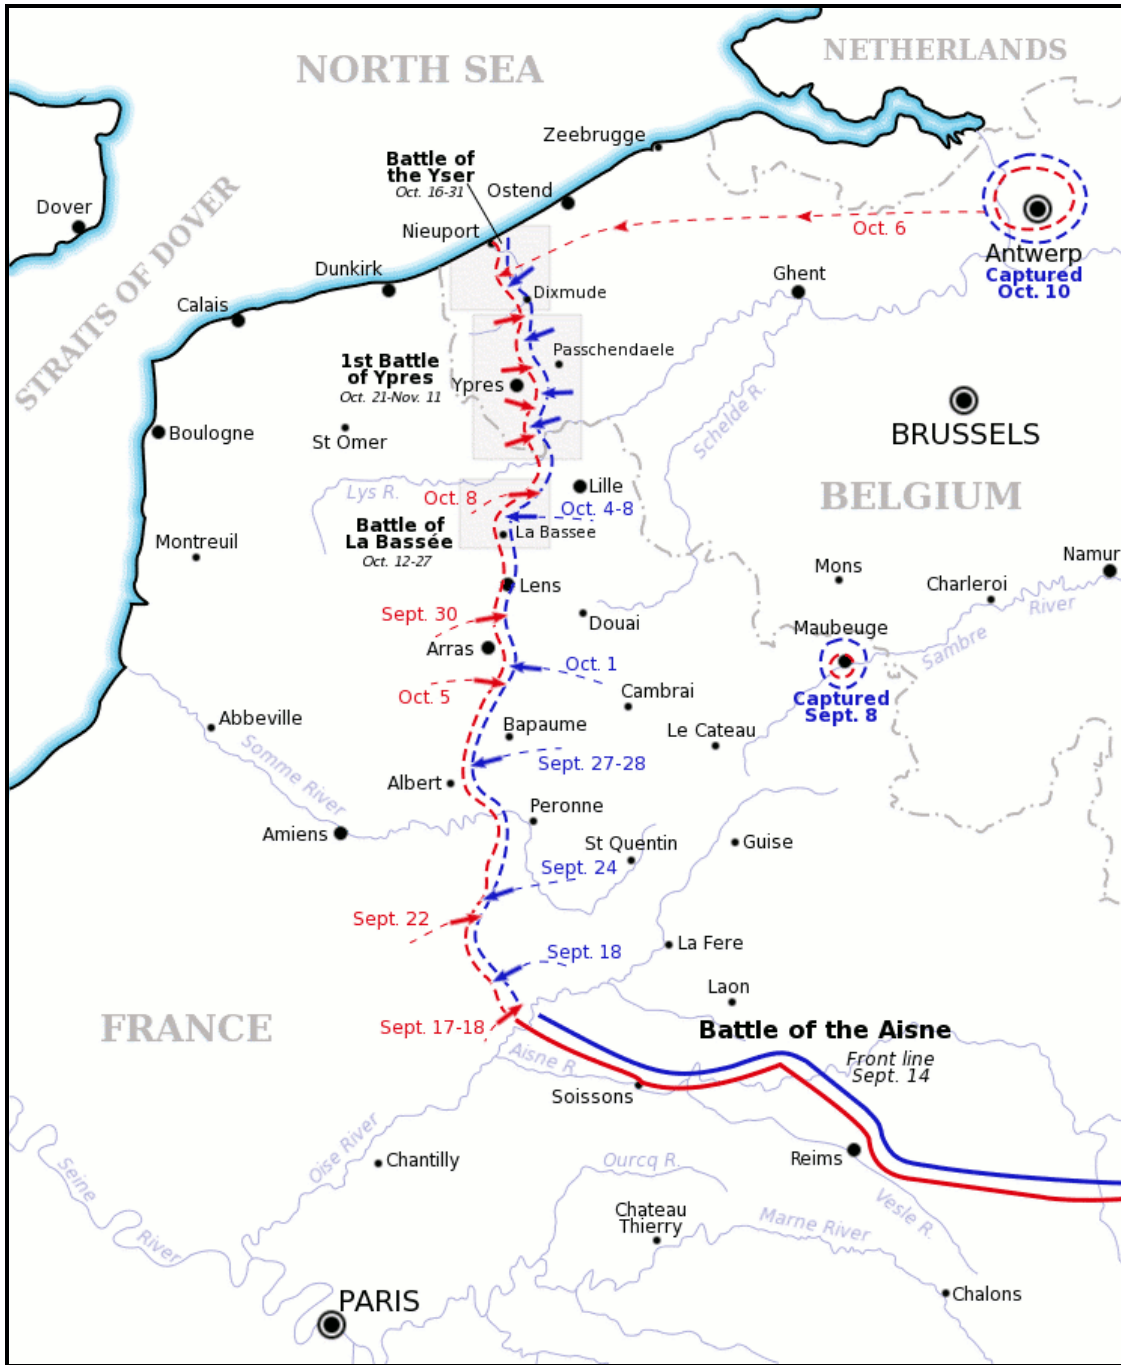 NORTH SEA
NETHERLANDS
Zeebrugge
Battle of
the Yser
Oct. 16-31
Ostend
Dover
Nieuport
STRAITS OF DOVER
Oct. 6
Antwerp
Captured
Oct. 10
Dunkirk
Ghent
Dixmude
Calais
1st Battle
of Ypres
Oct. 21-Nov. 11
Passchendaele
Ypres
Schelde R.
BRUSSELS
Boulogne
St Omer
BELGIUM
Lys R.
Oct. 8
Lille
Oct. 4-8
Battle of
La Bassée
Oct. 12-27
La Bassee
Montreuil
Namur
Mons
Charleroi
Lens
River
Sept. 30
Douai
Maubeuge
Sambre
Arras
Oct. 1
Oct. 5
Cambrai
Captured
Sept. 8
Abbeville
Bapaume
Le Cateau
Somme River
Sept. 27-28
Albert
Peronne
Amiens
St Quentin
Guise
Sept. 24
Sept. 22
La Fere
Sept. 18
Laon
FRANCE
Sept. 17-18
Battle of the Aisne
Front line
Sept. 14
Aisne R.
Soissons
Oise River
Chantilly
Ourcq R.
Reims
Seine
River
Chateau
Thierry
Marne River
Vesle R.
PARIS
Chalons